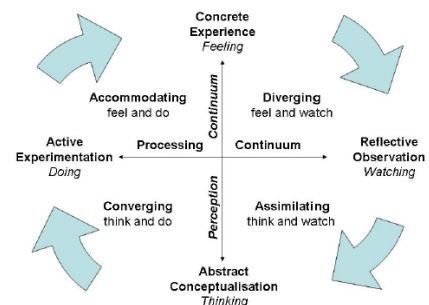 Concrete
Experience
Feeling
Continuum
Accommodating
feel and do
Diverging
feel and watch
Active
Experimentation
Doing
Processing Continuum
Reflective
Observation
Watching
Perception
Converging
think and do
Assimilating
think and watch
Abstract
Conceptualisation
Thinking